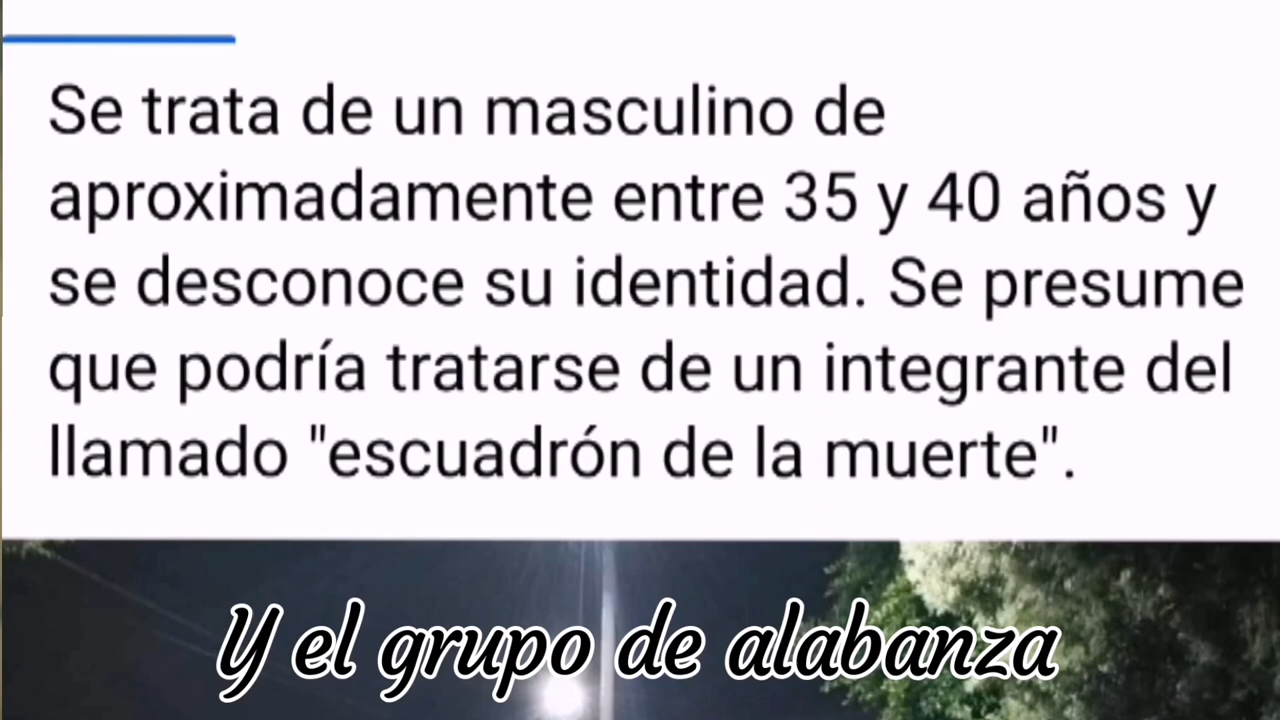 Se trata de un masculino de
aproximadamente entre 35 y 40 años y
se desconoce su identidad. Se presume
que podría tratarse de un integrante del
llamado "escuadrón de la muerte".
Y el grupo de alabanza